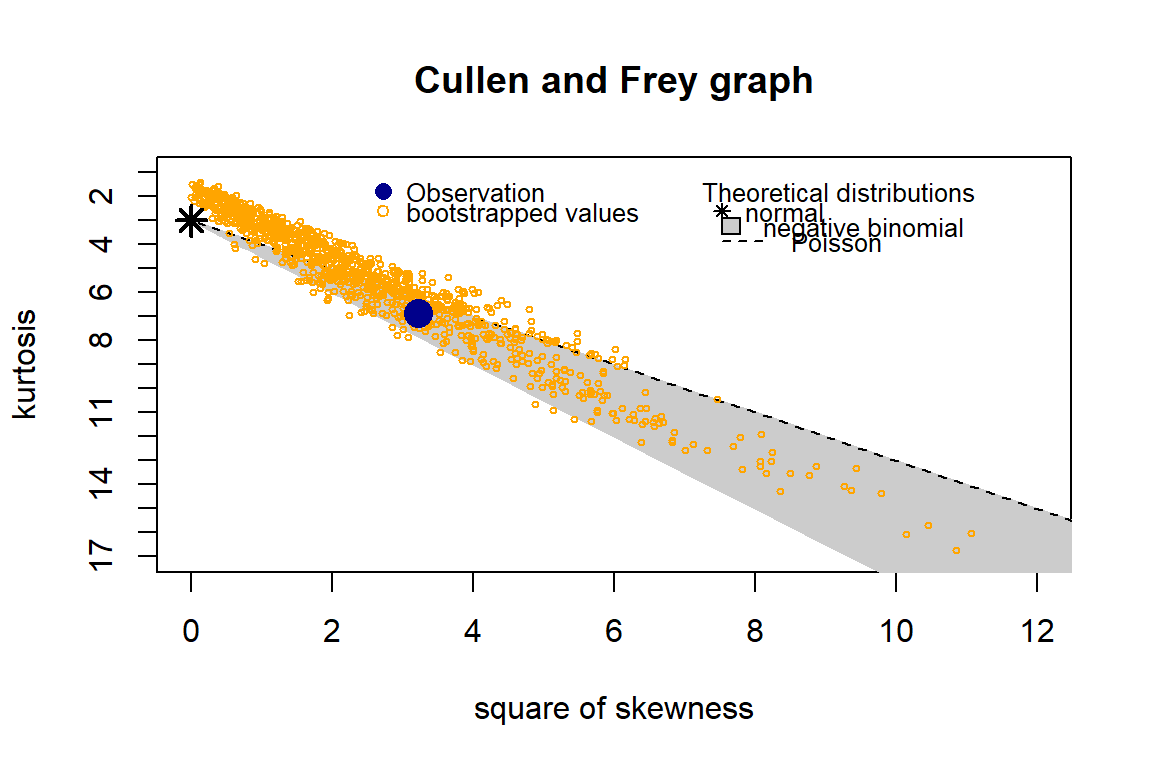 Cullen and Frey graph
Observation
bootstrapped values
Theoretical distributions
normal
negative binomial
Poisson
kurtosis
2
4
6
8
11
14
17
0 2 4 6 8 10 12
square of skewness